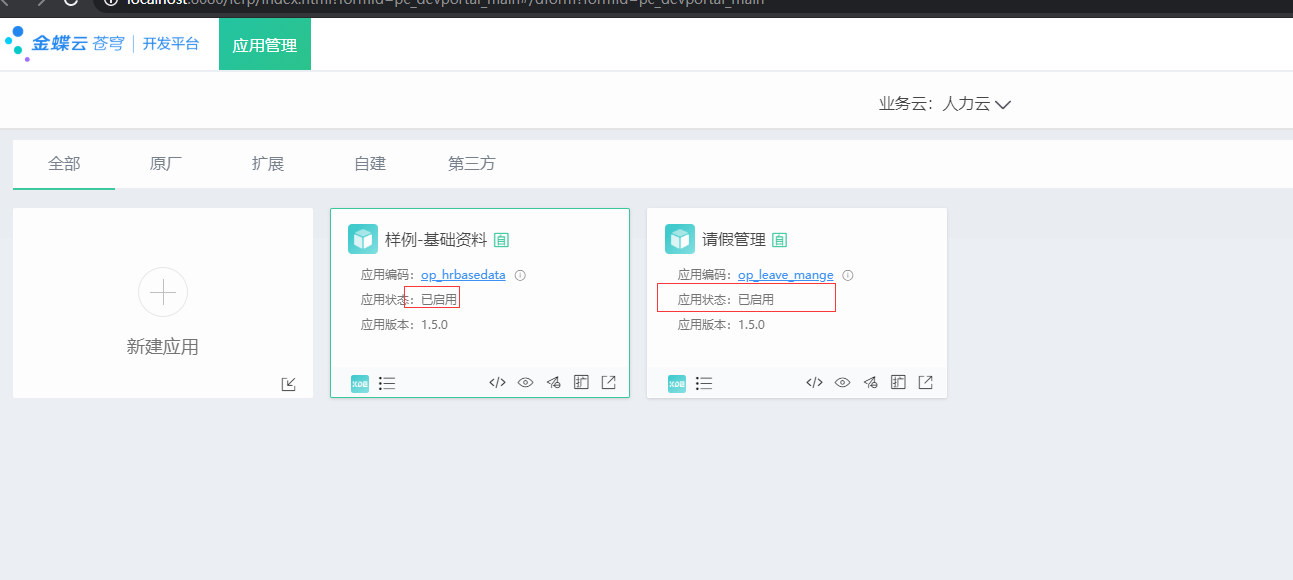 localhost:8080/ierp/index.html?formId=pc_devportal_main#/dform?formId=pc_devportal_main
金蝶云 苍穹 开发平台 应用管理
业务云：人力云
全部 原厂 扩展 自建 第三方
新建应用
样例-基础资料 自
应用编码：op_hrbasedata
应用状态：已启用
应用版本：1.5.0
扩
请假管理 自
应用编码：op_leave_mange
应用状态：已启用
应用版本：1.5.0
扩